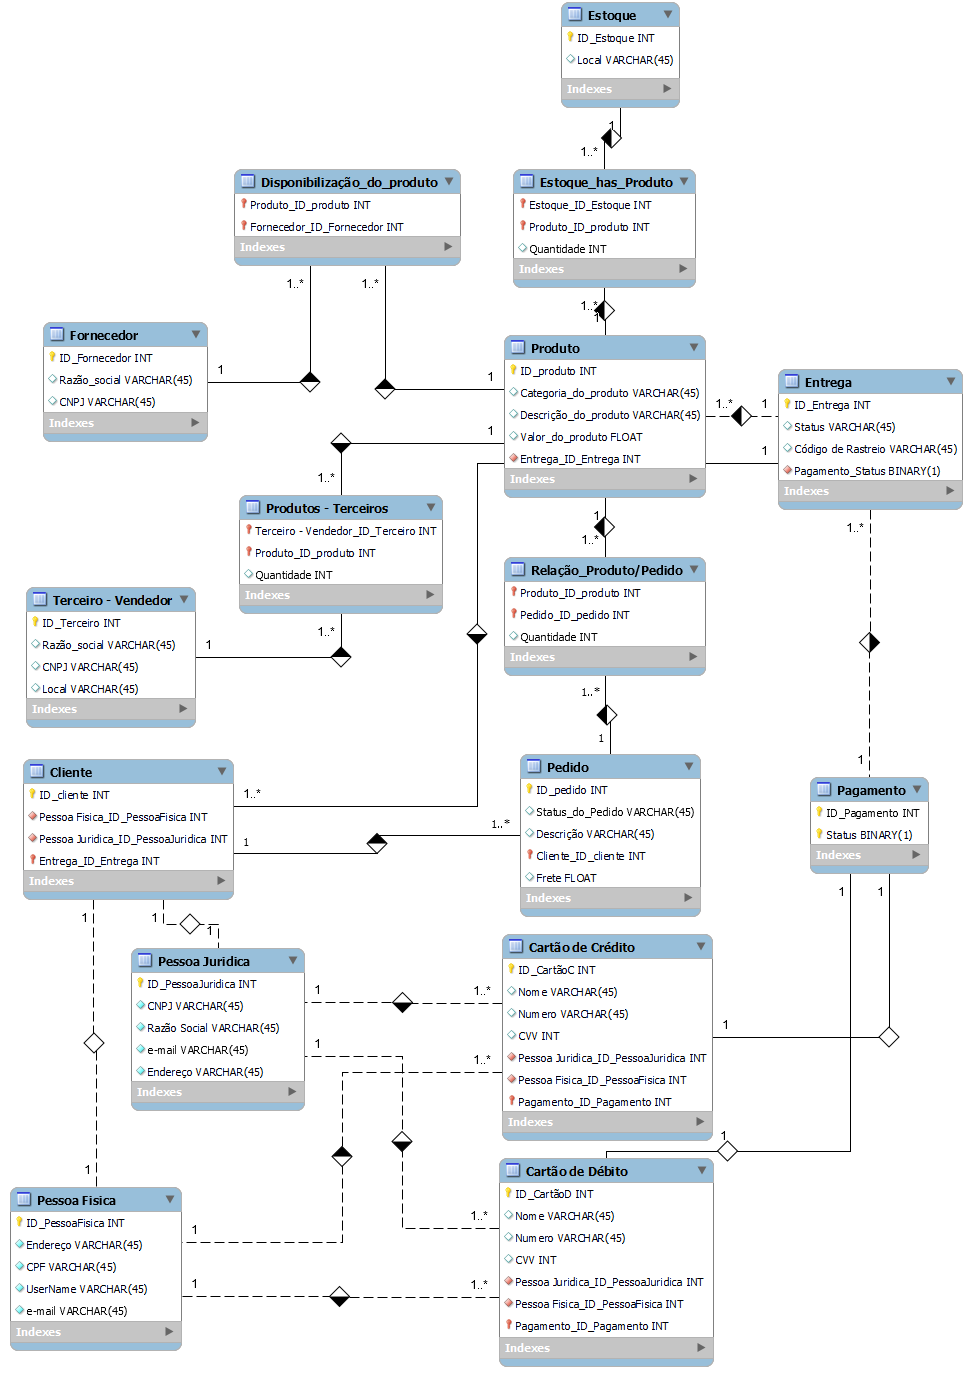 Estoque
ID_Estoque INT
Local VARCHAR(45)
Indexes
1
1..*
Disponibilização_do_produto
Produto_ID_produto INT
Fornecedor_ID_Fornecedor INT
Indexes
1..*
1..*
Estoque_has_Produto
Estoque_ID_Estoque INT
Produto_ID_produto INT
Quantidade INT
Indexes
1..*
1
Fornecedor
ID_Fornecedor INT
Razão_social VARCHAR(45)
CNPJ VARCHAR(45)
Indexes
1
1
Produto
ID_produto INT
Categoria_do_produto VARCHAR(45)
Descrição_do_produto VARCHAR(45)
Valor_do_produto FLOAT
Entrega_ID_Entrega INT
Indexes
1..*
1
1
Entrega
ID_Entrega INT
Status VARCHAR(45)
Código de Rastreio VARCHAR(45)
Pagamento_Status BINARY(1)
Indexes
1
1..*
Produtos - Terceiros
Terceiro - Vendedor_ID_Terceiro INT
Produto_ID_produto INT
Quantidade INT
Indexes
1..*
1
1..*
1..*
Relação_Produto/Pedido
Produto_ID_produto INT
Pedido_ID_pedido INT
Quantidade INT
Indexes
1..*
1
Terceiro - Vendedor
ID_Terceiro INT
Razão_social VARCHAR(45)
CNPJ VARCHAR(45)
Local VARCHAR(45)
Indexes
1
Cliente
ID_cliente INT
Pessoa Fisica_ID_PessoaFisica INT
Pessoa Juridica_ID_PessoaJuridica INT
Entrega_ID_Entrega INT
Indexes
1..*
1
1..*
Pedido
ID_pedido INT
Status_do_Pedido VARCHAR(45)
Descrição VARCHAR(45)
Cliente_ID_cliente INT
Frete FLOAT
Indexes
1
Pagamento
ID_Pagamento INT
Status BINARY(1)
Indexes
1
1
1
1
1
Pessoa Juridica
ID_PessoaJuridica INT
CNPJ VARCHAR(45)
Razão Social VARCHAR(45)
e-mail VARCHAR(45)
Endereço VARCHAR(45)
Indexes
1
1
1..*
1..*
Cartão de Crédito
ID_CartãoC INT
Nome VARCHAR(45)
Numero VARCHAR(45)
CVV INT
Pessoa Juridica_ID_PessoaJuridica INT
Pessoa Fisica_ID_PessoaFisica INT
Pagamento_ID_Pagamento INT
Indexes
1
1
1
Pessoa Fisica
ID_PessoaFisica INT
Endereço VARCHAR(45)
CPF VARCHAR(45)
UserName VARCHAR(45)
e-mail VARCHAR(45)
Indexes
1
1
1..*
1..*
Cartão de Débito
ID_CartãoD INT
Nome VARCHAR(45)
Numero VARCHAR(45)
CVV INT
Pessoa Juridica_ID_PessoaJuridica INT
Pessoa Fisica_ID_PessoaFisica INT
Pagamento_ID_Pagamento INT
Indexes